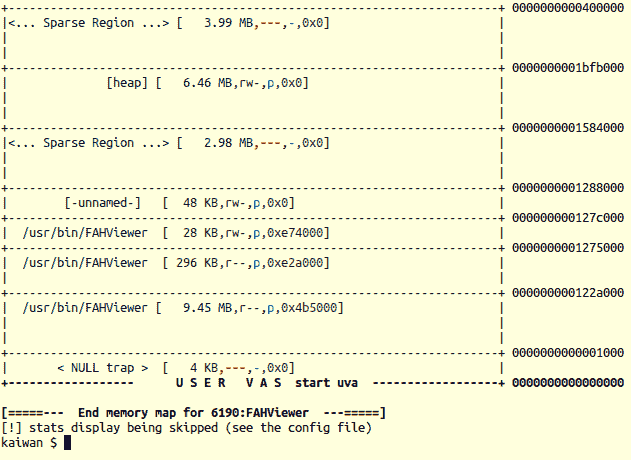 +----------------------------------------------------------------------+ 0000000000400000
|<... Sparse Region ...> [   3.99 MB,---,-,0x0]                        |
|                                                                      |
|                                                                      |
+----------------------------------------------------------------------+ 0000000001bfb000
|              [heap] [   6.46 MB,rw-,p,0x0]                           |
|                                                                      |
|                                                                      |
+----------------------------------------------------------------------+ 0000000001584000
|<... Sparse Region ...> [   2.98 MB,---,-,0x0]                        |
|                                                                      |
|                                                                      |
+----------------------------------------------------------------------+ 0000000001288000
|        [-unnamed-]   [  48 KB,rw-,p,0x0]                             |
+----------------------------------------------------------------------+ 000000000127c000
|  /usr/bin/FAHViewer  [  28 KB,rw-,p,0xe74000]                        |
+----------------------------------------------------------------------+ 0000000001275000
|  /usr/bin/FAHViewer  [ 296 KB,r--,p,0xe2a000]                        |
|                                                                      |
+----------------------------------------------------------------------+ 000000000122a000
|  /usr/bin/FAHViewer [   9.45 MB,r--,p,0x4b5000]                      |
|                                                                      |
|                                                                      |
+----------------------------------------------------------------------+ 0000000000001000
|       < NULL trap >  [   4 KB,---,-,0x0]                             |
+------------------      U S E R   V A S  start uva  ------------------+ 0000000000000000
[=====---  End memory map for 6190:FAHViewer  ---=====]
[!] stats display being skipped (see the config file)
kaiwan $